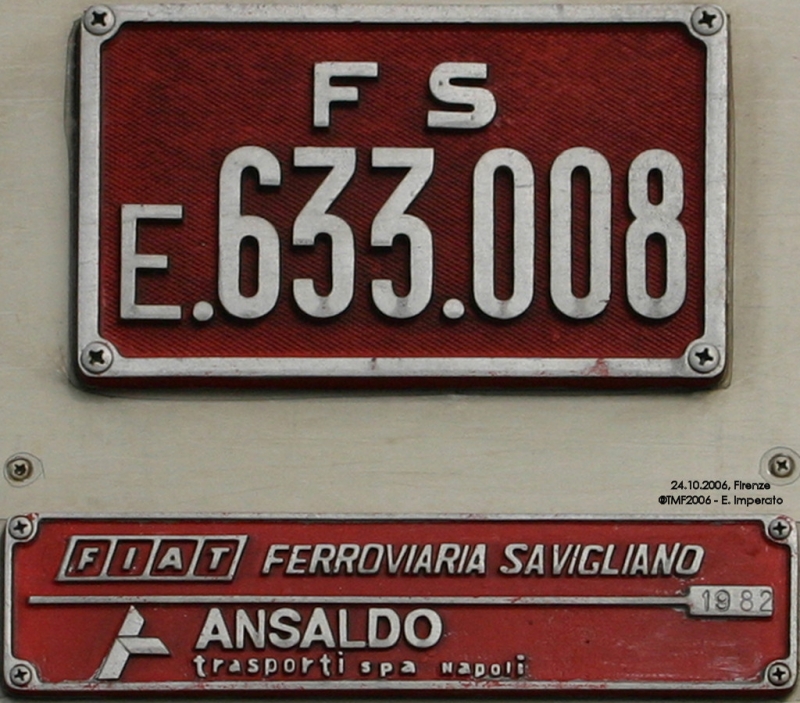 FS
E.633.008
24.10.2006, Firenze
©TMF2006 - E. Imperato
FIAT FERROVIARIA SAVIGLIANO
1982
ANSALDO
trasporti spa Napoli